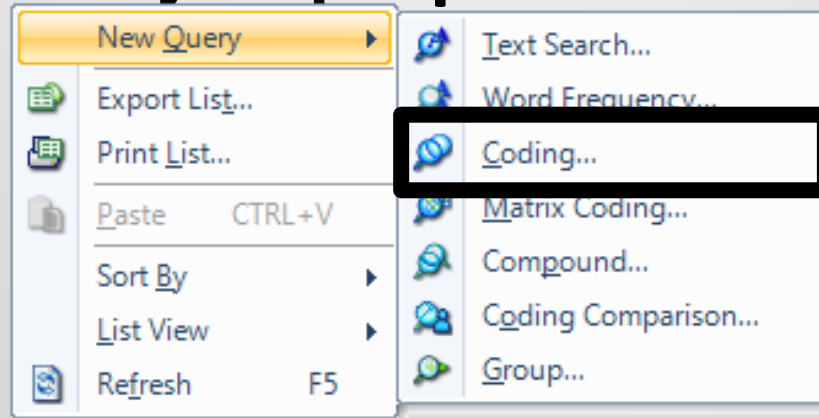 New Query
Export List...
Print List...
Paste CTRL+V
Sort By
List View
Refresh F5
Text Search...
Word Frequency...
Coding...
Matrix Coding...
Compound...
Coding Comparison...
Group...